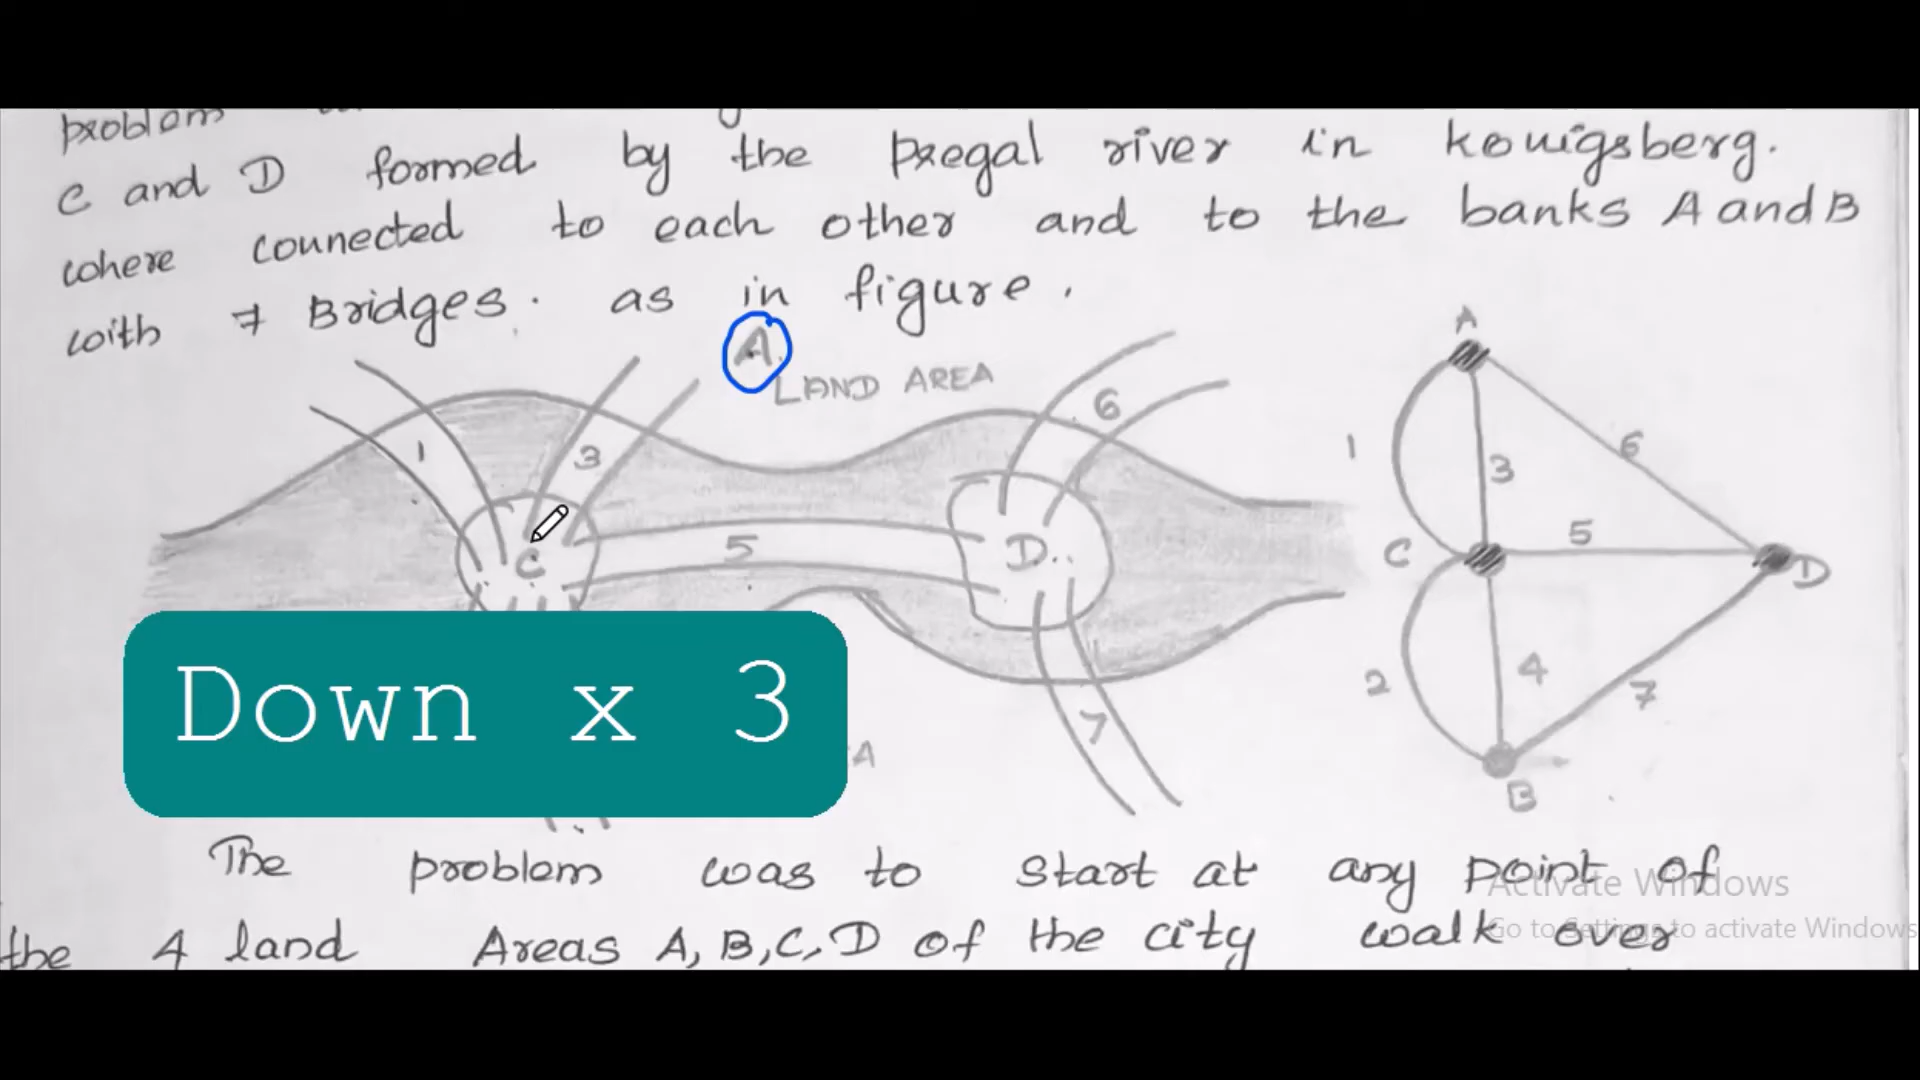 problem
C and D formed by the pregal river in konigsberg.
where connected to each other and to the banks A and B
with 7 Bridges. as in figure.
A
LAND AREA
A
1
3
6
6
1
3
5
C
5
D
C
D
Down x 3
2
4
7
7
A
B
The problem was to start at any point of
Activate Windows
the 4 land Areas A, B, C, D of the city walk over
Go to Settings to activate Windows